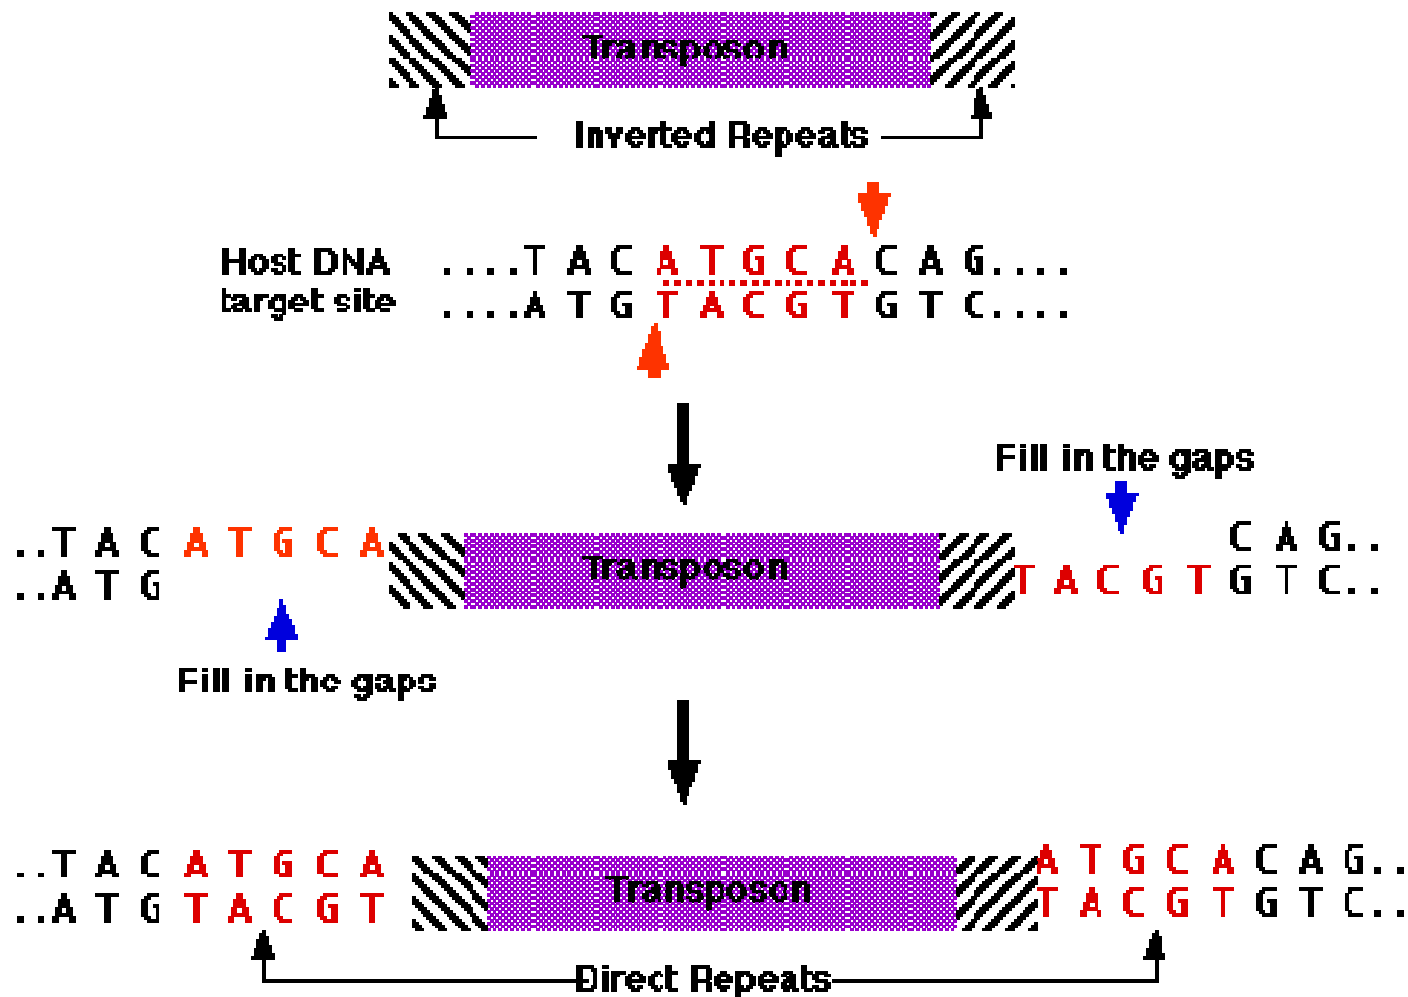 Transposon
Inverted Repeats
Host DNA
target site
....T A C A T G C A C A G....
....A T G T A C G T G T C....
Fill in the gaps
..T A C A T G C A
..A T G
Transposon
C A G..
T A C G T G T C..
Fill in the gaps
..T A C A T G C A
..A T G T A C G T
Transposon
A T G C A C A G..
T A C G T G T C..
Direct Repeats